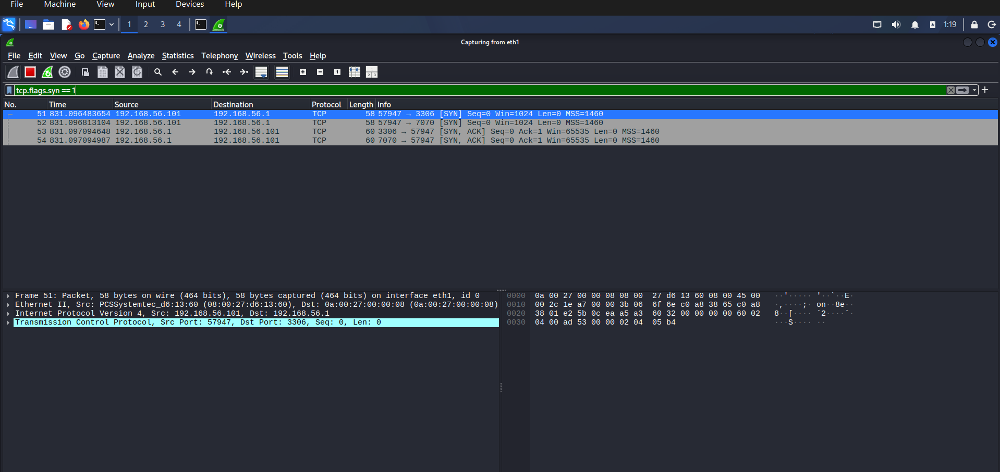 File Machine View Input Devices Help
1 2 3 4 1:19
Capturing from eth1
File Edit View Go Capture Analyze Statistics Telephony Wireless Tools Help
tcp.flags.syn == 1
No. Time Source Destination Protocol Length Info
51 831.096483654 192.168.56.101 192.168.56.1 TCP 58 57947 → 3306 [SYN] Seq=0 Win=1024 Len=0 MSS=1460
52 831.096813104 192.168.56.101 192.168.56.1 TCP 58 57947 → 7070 [SYN] Seq=0 Win=1024 Len=0 MSS=1460
53 831.097094648 192.168.56.1 192.168.56.101 TCP 60 3306 → 57947 [SYN, ACK] Seq=0 Ack=1 Win=65535 Len=0 MSS=1460
54 831.097094987 192.168.56.1 192.168.56.101 TCP 60 7070 → 57947 [SYN, ACK] Seq=0 Ack=1 Win=65535 Len=0 MSS=1460
Frame 51: Packet, 58 bytes on wire (464 bits), 58 bytes captured (464 bits) on interface eth1, id 0
Ethernet II, Src: PCSSystemtec_d6:13:60 (08:00:27:d6:13:60), Dst: 0a:00:27:00:00:08 (0a:00:27:00:00:08)
Internet Protocol Version 4, Src: 192.168.56.101, Dst: 192.168.56.1
Transmission Control Protocol, Src Port: 57947, Dst Port: 3306, Seq: 0, Len: 0
0000 0a 00 27 00 00 08 08 00 27 d6 13 60 08 00 45 00 ··'····· '··`··E·
0010 00 2c 1e a7 00 00 3b 06 6f 6e c0 a8 38 65 c0 a8 ·,····;· on··8e··
0020 38 01 e2 5b 0c ea a5 a3 60 32 00 00 00 00 60 02 8··[···· `2····`·
0030 04 00 ad 53 00 00 02 04 05 b4 ···S···· ··